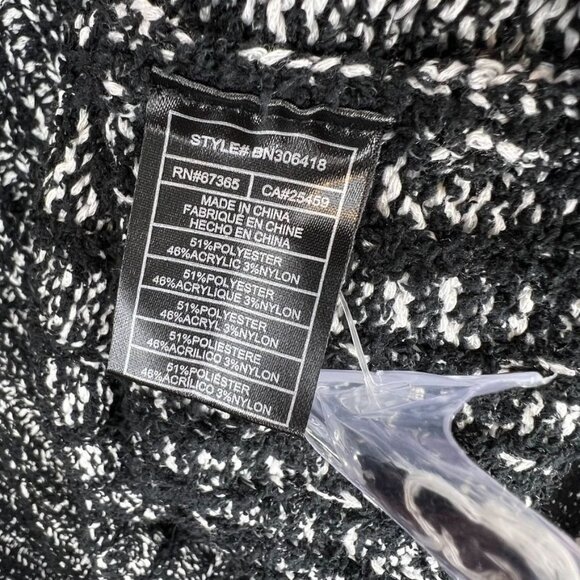 STYLE# BN306418
RN#67365 CA#25459
MADE IN CHINA
FABRIQUÉ EN CHINE
HECHO EN CHINA
51%POLYESTER
46%ACRYLIC 3%NYLON
51%POLYESTER
46%ACRYLIQUE 3%NYLON
51%POLYESTER
46%ACRYL 3%NYLON
51%POLIESTERE
46%ACRILICO 3%NYLON
51%POLIESTER
46%ACRILICO 3%NYLON